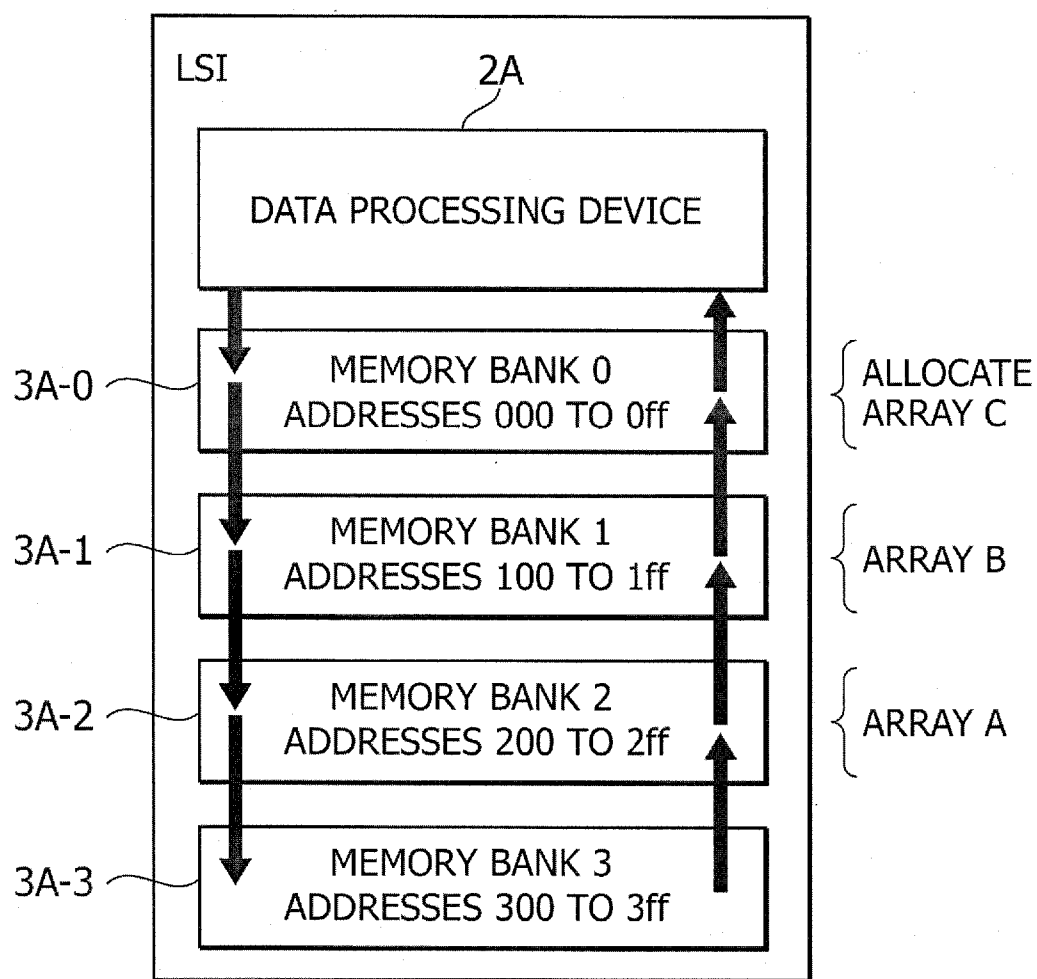 LSI
2A
DATA PROCESSING DEVICE
3A-0
MEMORY BANK 0
ADDRESSES 000 TO 0ff
ALLOCATE
ARRAY C
3A-1
MEMORY BANK 1
ADDRESSES 100 TO 1ff
ARRAY B
3A-2
MEMORY BANK 2
ADDRESSES 200 TO 2ff
ARRAY A
3A-3
MEMORY BANK 3
ADDRESSES 300 TO 3ff